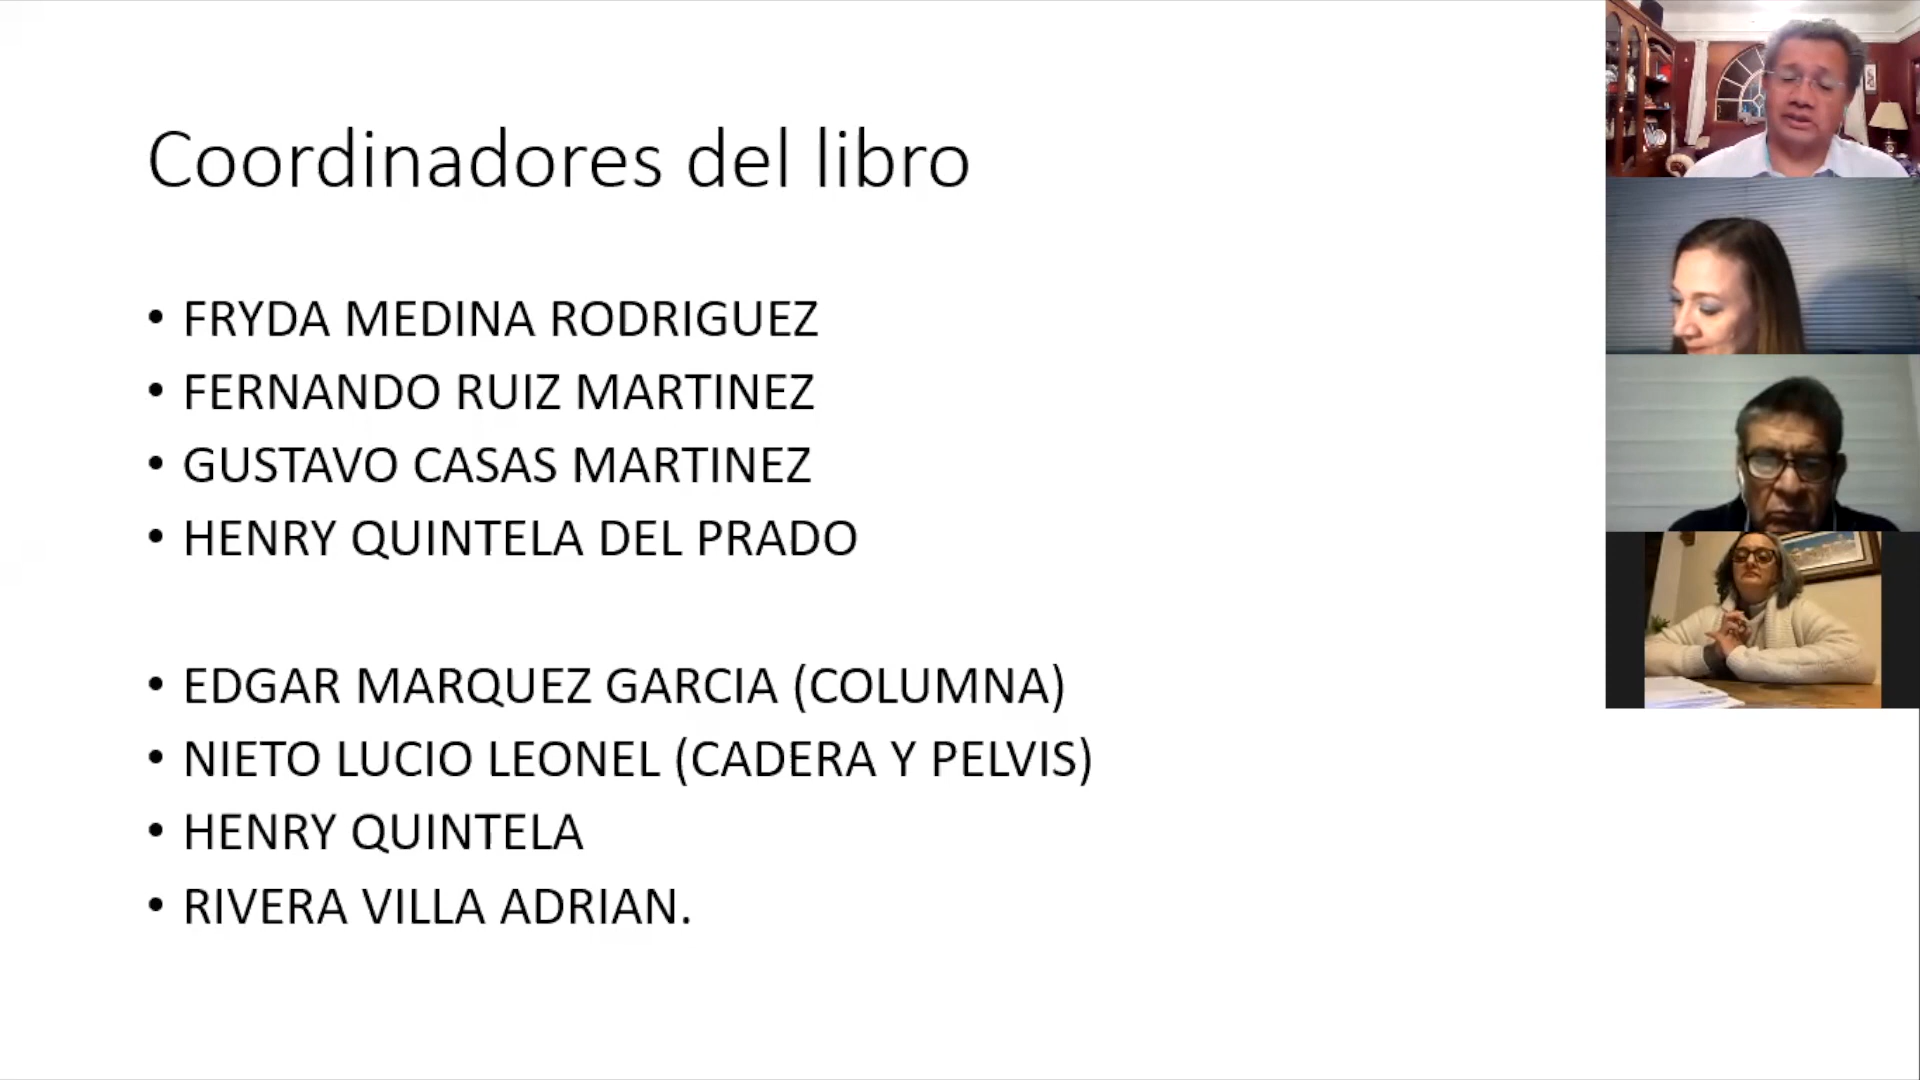 Coordinadores del libro
• FRYDA MEDINA RODRIGUEZ
• FERNANDO RUIZ MARTINEZ
• GUSTAVO CASAS MARTINEZ
• HENRY QUINTELA DEL PRADO
• EDGAR MARQUEZ GARCIA (COLUMNA)
• NIETO LUCIO LEONEL (CADERA Y PELVIS)
• HENRY QUINTELA
• RIVERA VILLA ADRIAN.